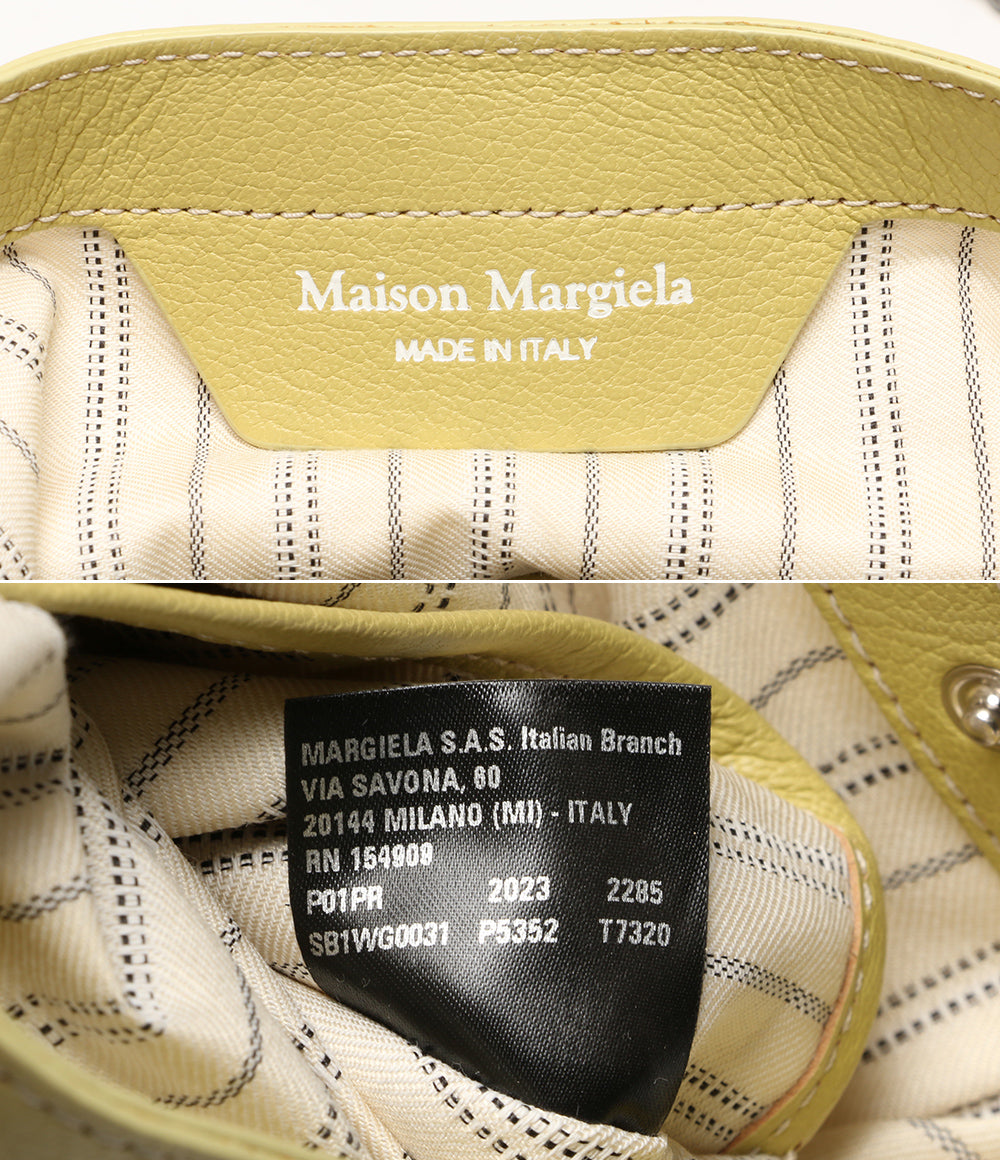 Maison Margiela
MADE IN ITALY
MARGIELA S.A.S. Italian Branch
VIA SAVONA, 60
20144 MILANO (MI) - ITALY
RN 154909
P01PR 2023 2285
SB1WG0031 P5352 T7320